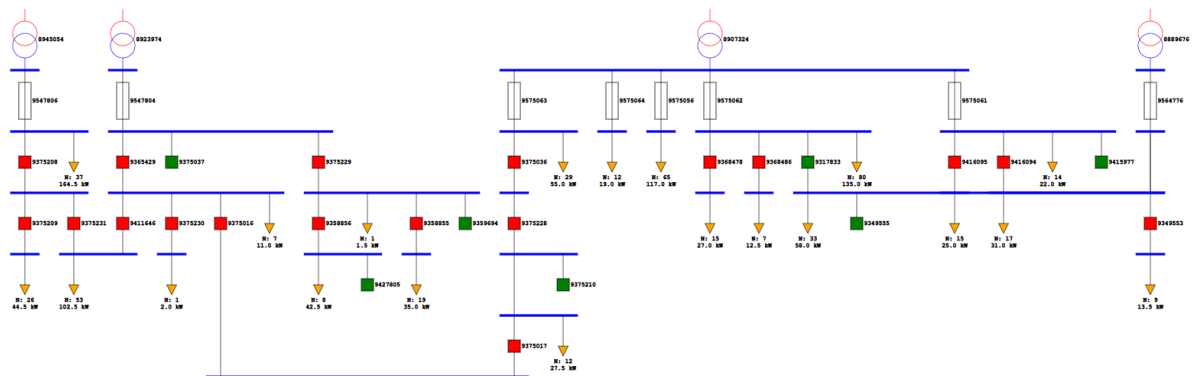 8945054
8923974
8907324
8889676
9547806
9547804
9575063
9575064
9575056
9575062
9575061
9564776
9375208
N: 37
164.5 kW
9365429
9375037
9375229
9375036
N: 29
55.0 kW
N: 12
19.0 kW
N: 65
117.0 kW
9368478
9368486
9317833
N: 80
135.0 kW
9416095
9416094
N: 14
22.0 kW
9415977
9375209
9375231
9411646
9375230
9375016
N: 7
11.0 kW
9358856
N: 1
1.5 kW
9358855
9359694
9375228
N: 15
27.0 kW
N: 7
12.5 kW
N: 33
58.0 kW
9349555
N: 15
25.0 kW
N: 17
31.0 kW
9349553
N: 26
44.5 kW
N: 53
102.5 kW
N: 1
2.0 kW
N: 8
42.5 kW
9427805
N: 19
35.0 kW
9375210
N: 9
13.5 kW
9375017
N: 12
27.5 kW